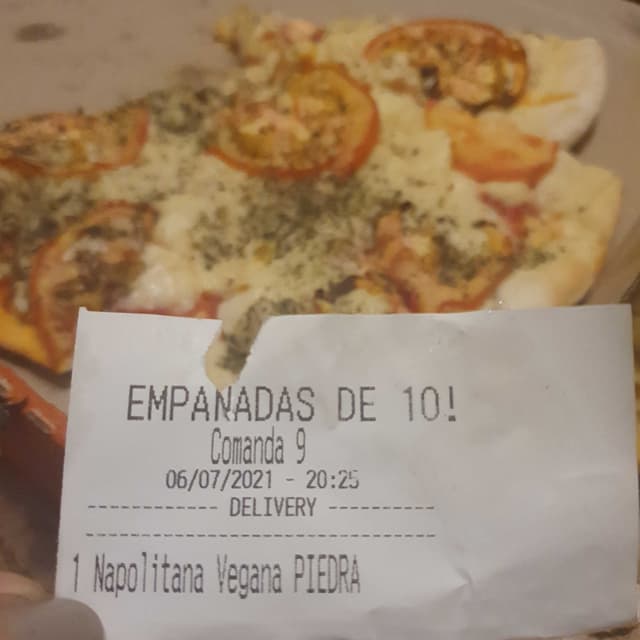 EMPANADAS DE 10!
Comanda 9
06/07/2021 - 20:25
------------ DELIVERY ----------
--------------------------------
1 Napolitana Vegana PIEDRA